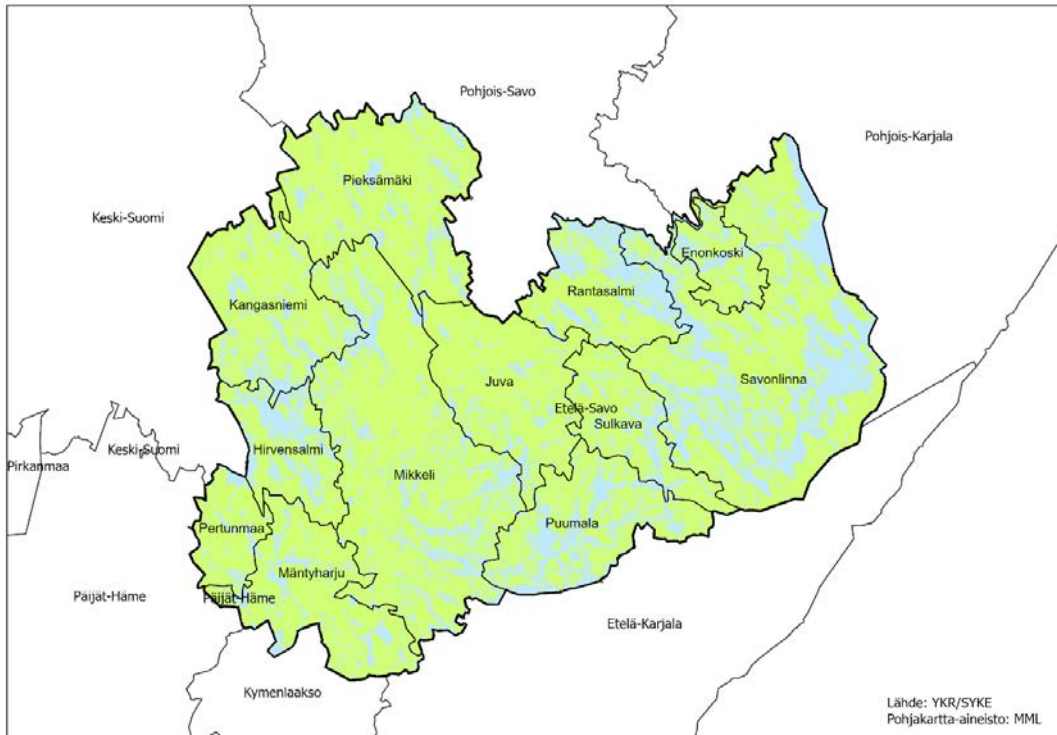 Pohjois-Savo
Pohjois-Karjala
Pieksämäki
Keski-Suomi
Enonkoski
Rantasalmi
Kangasniemi
Juva
Savonlinna
Etelä-Savo
Sulkava
Keski-Suomi
Hirvensalmi
Pirkanmaa
Mikkeli
Pertunmaa
Puumala
Mäntyharju
Päijät-Häme
Päijät-Häme
Etelä-Karjala
Kymenlaakso
Lähde: YKR/SYKE
Pohjakartta-aineisto: MML